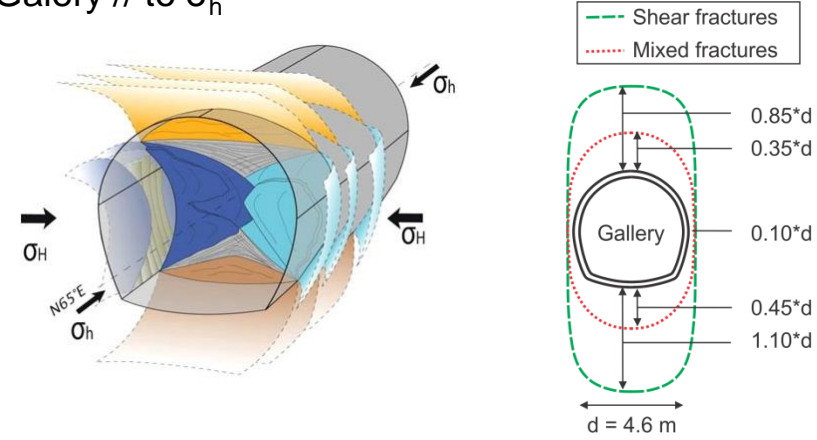 Galery // to σh
σh
σH
σH
N65°E
σh
Shear fractures
Mixed fractures
0.85*d
0.35*d
Gallery
0.10*d
0.45*d
1.10*d
d = 4.6 m